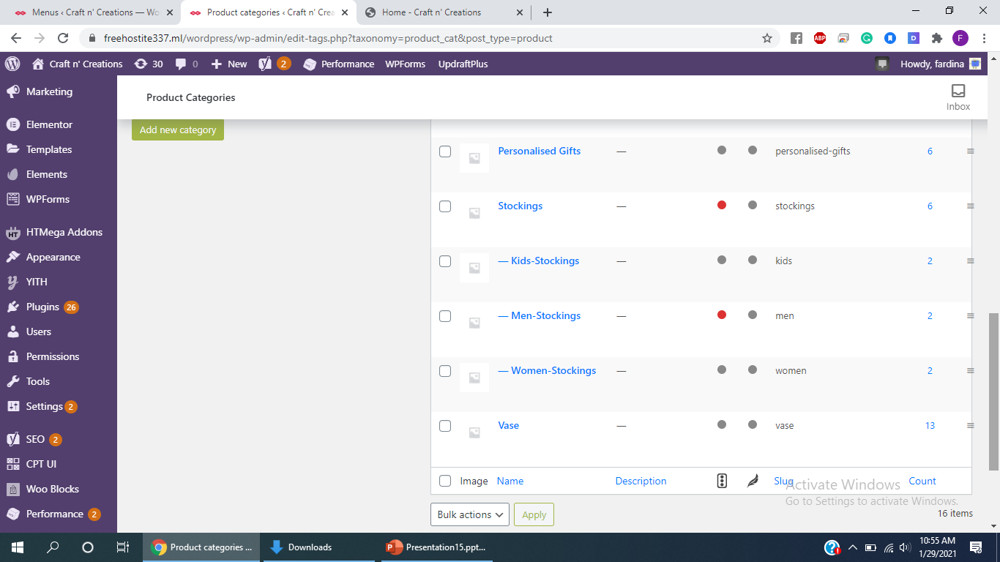 Menus ‹ Craft n' Creations — Wo
Product categories ‹ Craft n' Crea
Home - Craft n' Creations
freehostite337.ml/wordpress/wp-admin/edit-tags.php?taxonomy=product_cat&post_type=product
ABP
G
D
F
Craft n' Creations
30
0
New
2
Performance
WPForms
UpdraftPlus
Howdy, fardina
Marketing
Elementor
Templates
Elements
WPForms
HT
HTMega Addons
Appearance
YITH
Plugins 26
Users
Permissions
Tools
Settings 2
SEO 2
CPT UI
Woo Blocks
Performance 2
Product Categories
Inbox
Add new category
Personalised Gifts — personalised-gifts 6
Stockings — stockings 6
— Kids-Stockings — kids 2
— Men-Stockings — men 2
— Women-Stockings — women 2
Vase — vase 13
Image Name Description Slug Count
Activate Windows
Go to Settings to activate Windows.
Bulk actions
Apply
16 items
Product categories ...
Downloads
Presentation15.ppt...
10:55 AM
1/29/2021